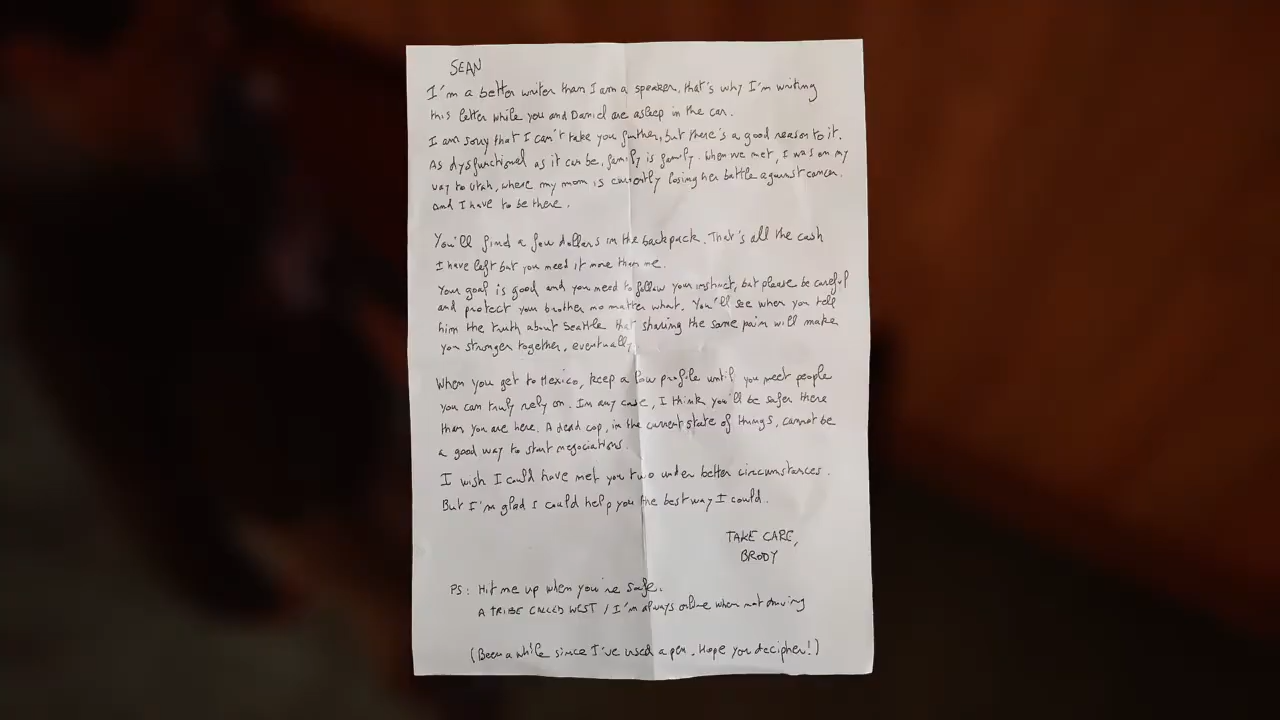 SEAN
I'm a better writer than I am a speaker, that's why I'm writing
this letter while you and Daniel are asleep in the car.
I am sorry that I can't take you further, but there's a good reason to it.
As dysfunctional as it can be, family is family. When we met, I was on my
way to Utah, where my mom is currently losing her battle against cancer.
And I have to be there.
You'll find a few dollars in the backpack. That's all the cash
I have left but you need it more than me.
Your goal is good and you need to follow your instinct, but please be careful
and protect your brother no matter what. You'll see when you tell
him the truth about Seattle that sharing the same pain will make
you stronger together, eventually.
When you get to Mexico, keep a low profile until you meet people
you can truly rely on. In any case, I think you'll be safer there
than you are here. A dead cop, in the current state of things, cannot be
a good way to start negociations.
I wish I could have met you two under better circumstances.
But I'm glad I could help you the best way I could.
TAKE CARE,
BRODY
PS: Hit me up when you're safe.
A TRIBE CALLED WEST / I'm always online when not driving
(Been a while since I've used a pen. Hope you decipher!)